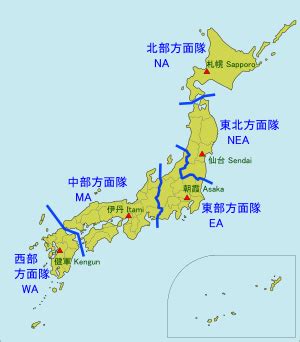 北部方面隊
NA
札幌 Sapporo
東北方面隊
NEA
仙台 Sendai
中部方面隊
MA
伊丹 Itami
朝霞 Asaka
東部方面隊
EA
西部
方面隊
WA
健軍 Kengun